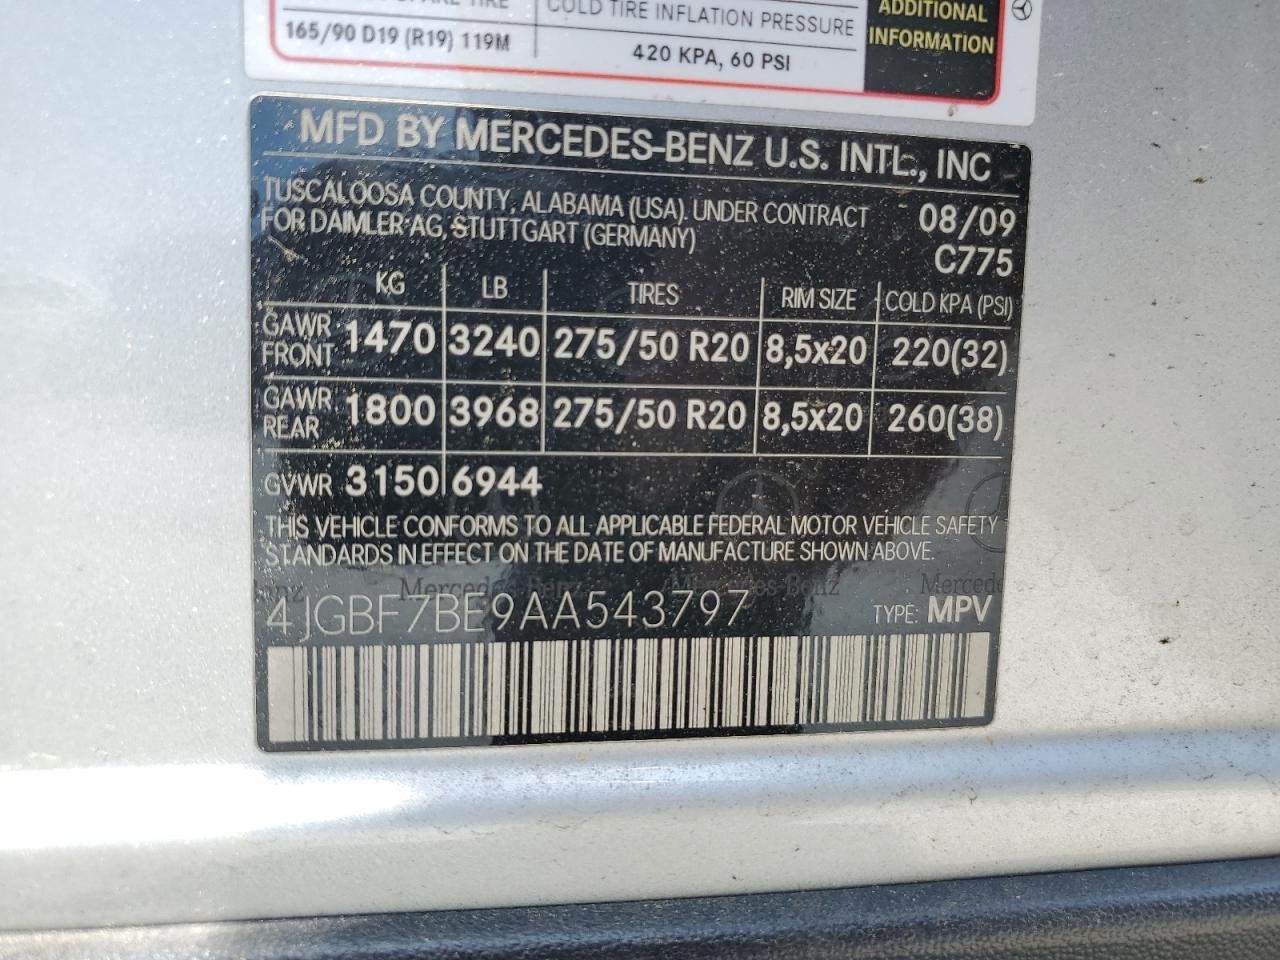 COLD TIRE INFLATION PRESSURE
165/90 D19 (R19) 119M
420 KPA, 60 PSI
ADDITIONAL
INFORMATION
MFD BY MERCEDES-BENZ U.S. INTL., INC
TUSCALOOSA COUNTY, ALABAMA (USA). UNDER CONTRACT 08/09
FOR DAIMLER AG, STUTTGART (GERMANY)
C775
KG LB TIRES RIM SIZE COLD KPA (PSI)
GAWR FRONT 1470 3240 275/50 R20 8,5x20 220(32)
GAWR REAR 1800 3968 275/50 R20 8,5x20 260(38)
GVWR 3150 6944
THIS VEHICLE CONFORMS TO ALL APPLICABLE FEDERAL MOTOR VEHICLE SAFETY
STANDARDS IN EFFECT ON THE DATE OF MANUFACTURE SHOWN ABOVE.
Mercedes-Benz Mercedes-Benz
4JGBF7BE9AA543797 TYPE: MPV